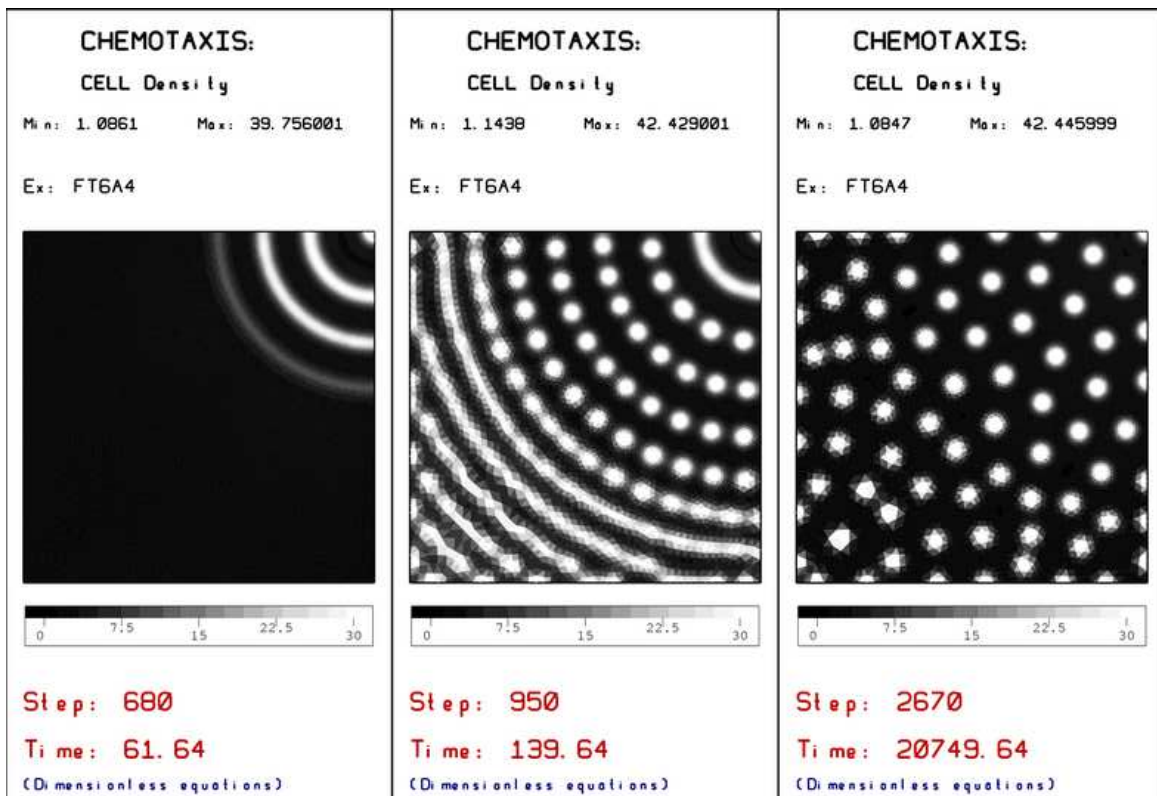 CHEMOTAXIS:
CELL Density
Min: 1.0861 Max: 39.756001
Ex: FT6A4
0 7.5 15 22.5 30
Step: 680
Time: 61.64
(Dimensionless equations)
CHEMOTAXIS:
CELL Density
Min: 1.1438 Max: 42.429001
Ex: FT6A4
0 7.5 15 22.5 30
Step: 950
Time: 139.64
(Dimensionless equations)
CHEMOTAXIS:
CELL Density
Min: 1.0847 Max: 42.445999
Ex: FT6A4
0 7.5 15 22.5 30
Step: 2670
Time: 20749.64
(Dimensionless equations)